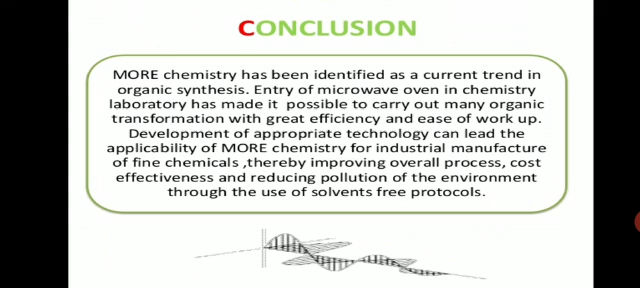 CONCLUSION
MORE chemistry has been identified as a current trend in
organic synthesis. Entry of microwave oven in chemistry
laboratory has made it possible to carry out many organic
transformation with great efficiency and ease of work up.
Development of appropriate technology can lead the
applicability of MORE chemistry for industrial manufacture
of fine chemicals ,thereby improving overall process, cost
effectiveness and reducing pollution of the environment
through the use of solvents free protocols.